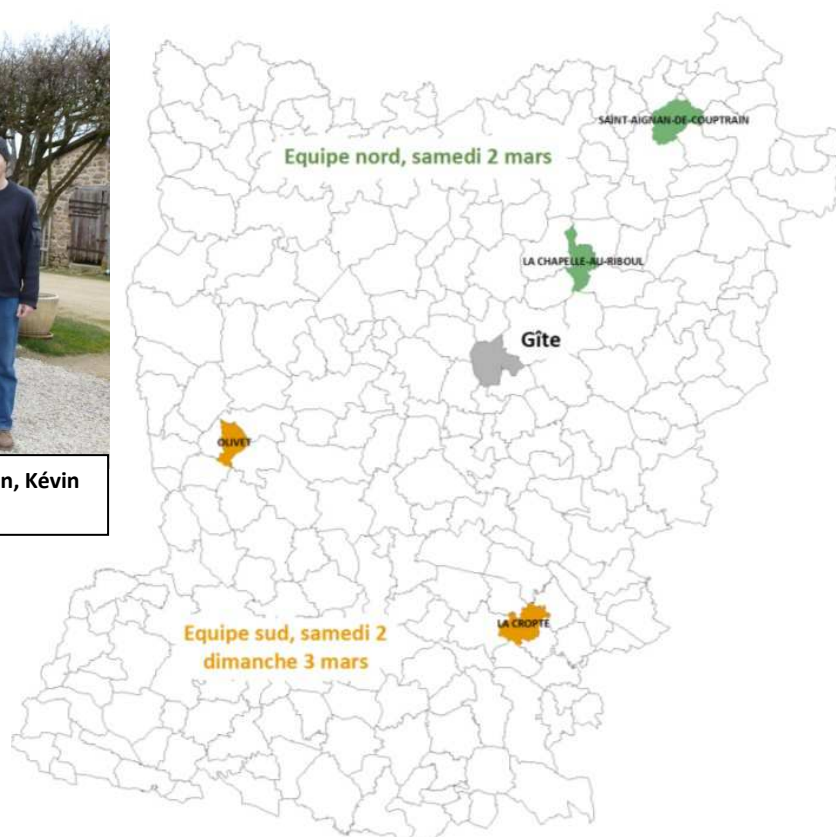 SAINT-AIGNAN-DE-COUPTRAIN
Equipe nord, samedi 2 mars
LA CHAPELLE-AU-RIBOUL
Gîte
OLIVET
n, Kévin
LA CROPTE
Equipe sud, samedi 2
dimanche 3 mars